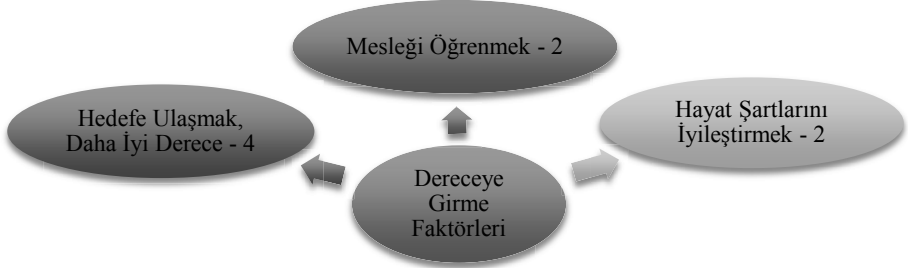 Mesleği Öğrenmek - 2
Hedefe Ulaşmak,
Daha İyi Derece - 4
Hayat Şartlarını
İyileştirmek - 2
Dereceye
Girme
Faktörleri